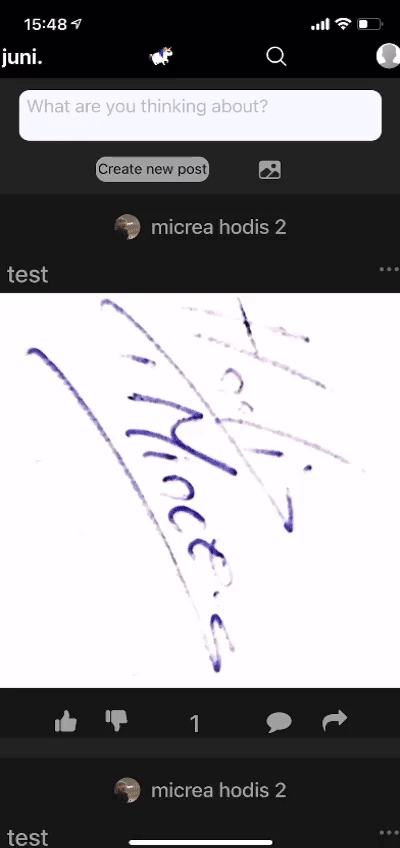 15:48
juni.
What are you thinking about?
Create new post
micrea hodis 2
test
1
micrea hodis 2
test